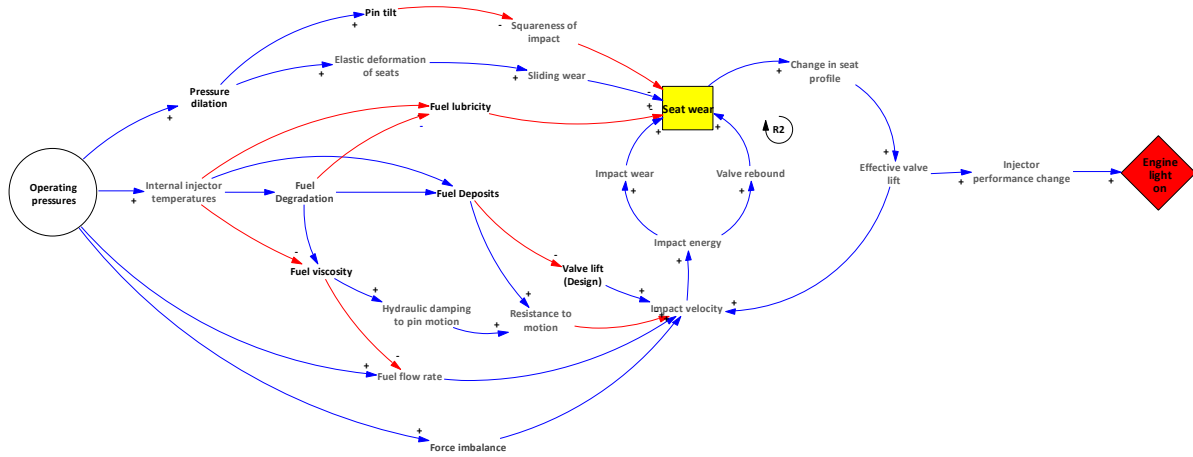 Pin tilt
Squareness of
impact
Elastic deformation
of seats
Sliding wear
Change in seat
profile
Pressure
dilation
Fuel lubricity
Seat wear
R2
Operating
pressures
Internal injector
temperatures
Fuel
Degradation
Fuel Deposits
Impact wear
Valve rebound
Effective valve
lift
Injector
performance change
Engine
light
on
Impact energy
Fuel viscosity
Valve lift
(Design)
Hydraulic damping
to pin motion
Resistance to
motion
Impact velocity
Fuel flow rate
Force imbalance